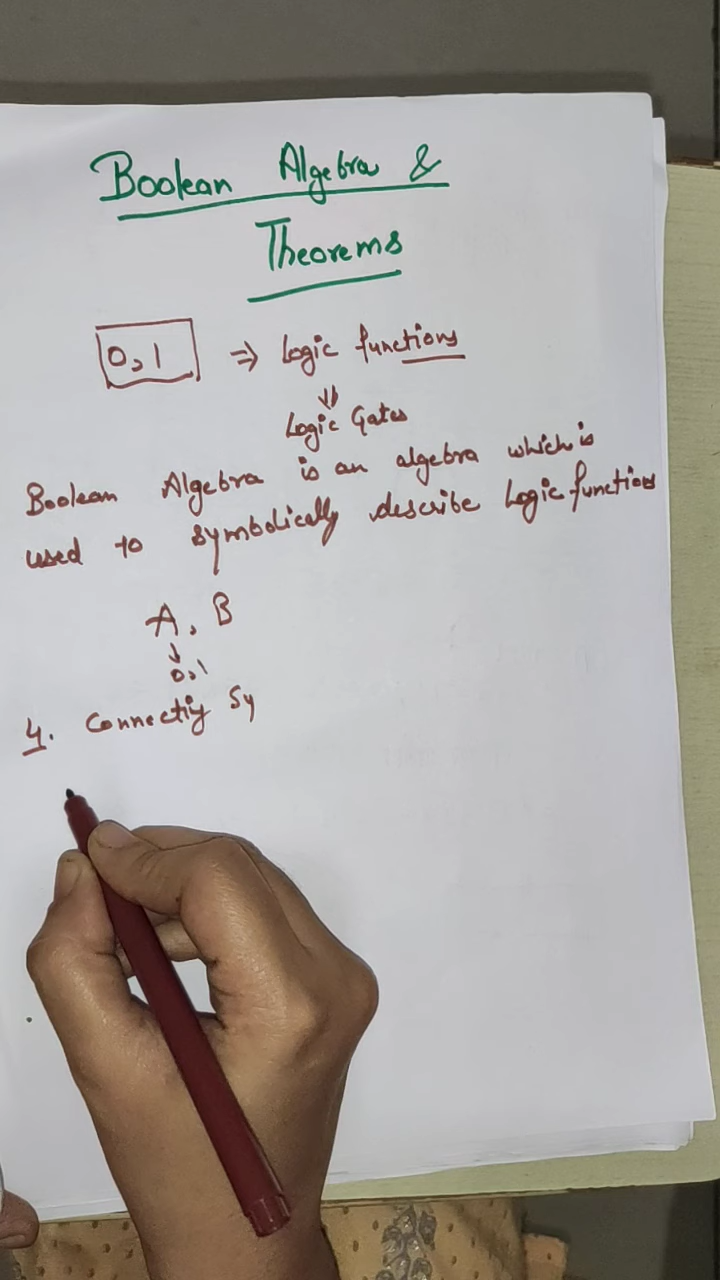 Boolean Algebra &
Theorems
0,1 ⇒ Logic functions
⇓
Logic Gates
Boolean Algebra is an algebra which is
used to symbolically describe Logic functions
A, B
↓
0,1
4. Connectig Sy